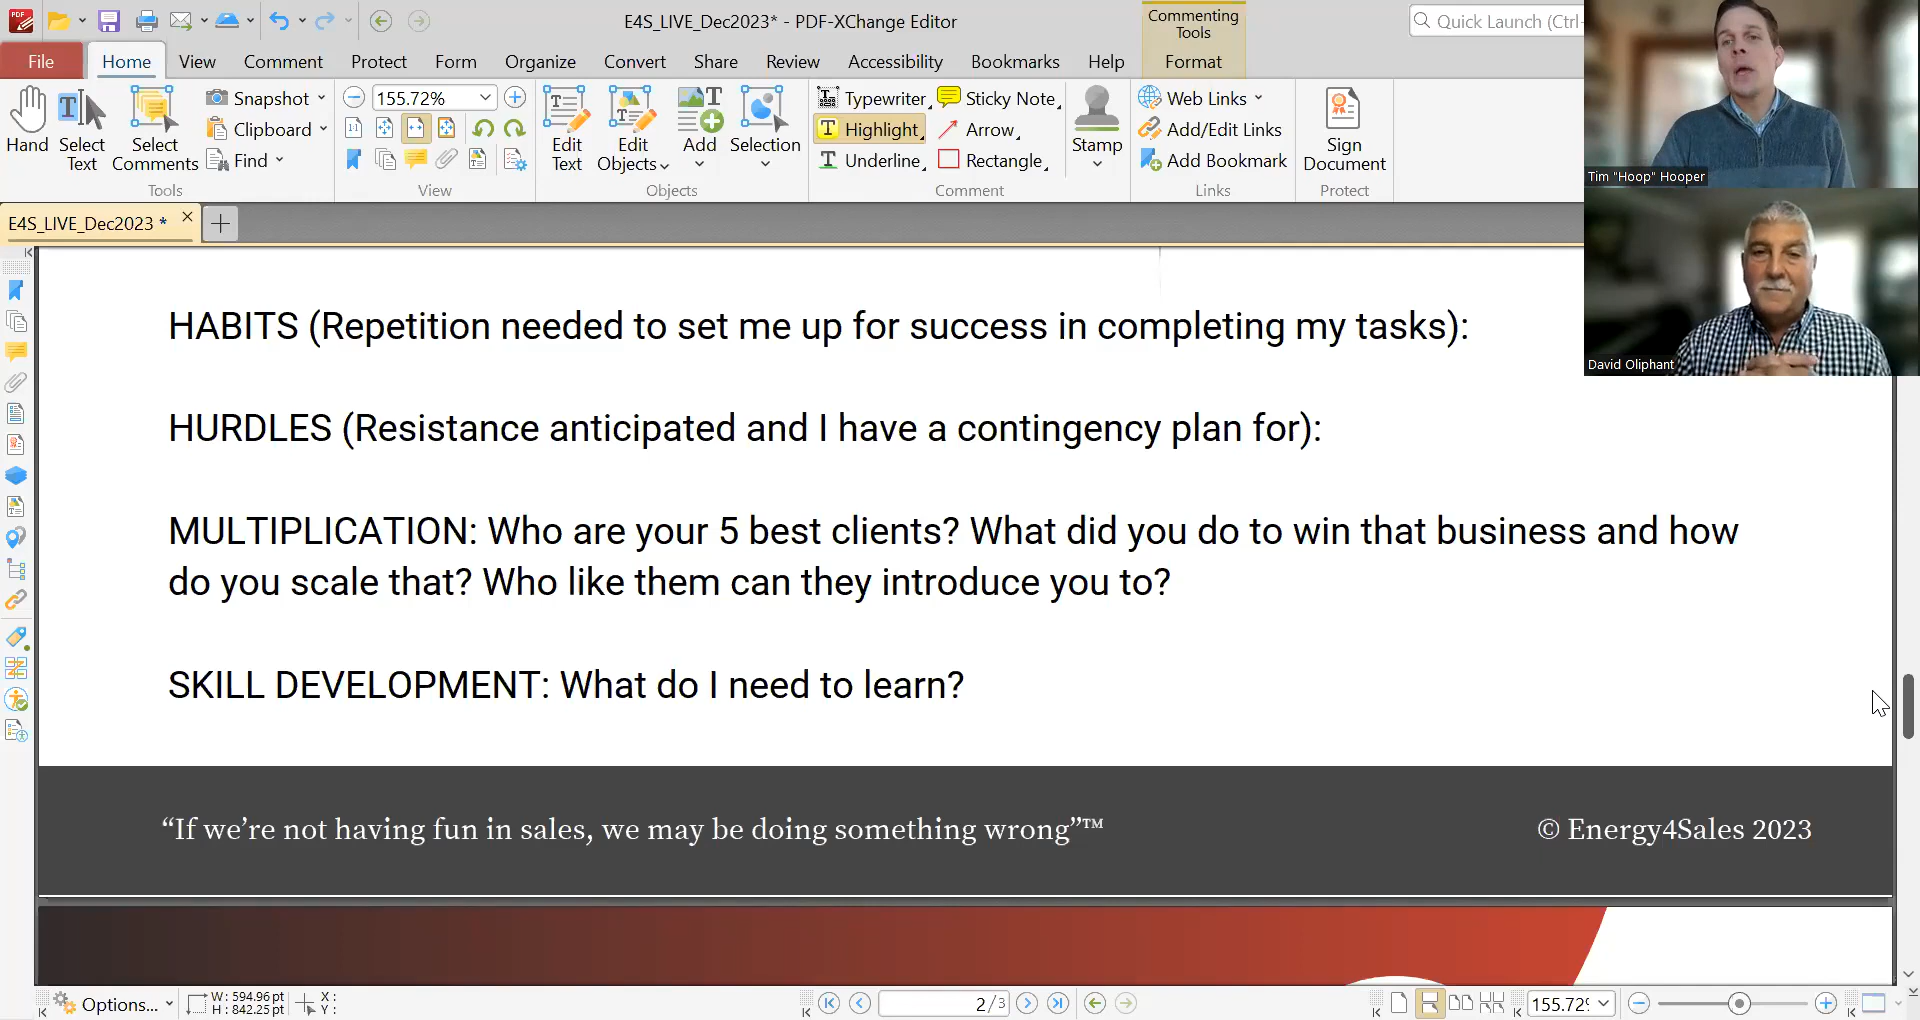 E4S_LIVE_Dec2023* - PDF-XChange Editor
Commenting Tools
Quick Launch (Ctrl-
File Home View Comment Protect Form Organize Convert Share Review Accessibility Bookmarks Help Format
Hand
Select Text
Select Comments
Snapshot
Clipboard
Find
Tools
155.72%
View
Edit Text
Edit Objects
Add
Selection
Objects
Typewriter
Highlight
Underline
Sticky Note
Arrow
Rectangle
Comment
Stamp
Web Links
Add/Edit Links
Add Bookmark
Links
Sign Document
Protect
Tim "Hoop" Hooper
David Oliphant
E4S_LIVE_Dec2023 *
HABITS (Repetition needed to set me up for success in completing my tasks):
HURDLES (Resistance anticipated and I have a contingency plan for):
MULTIPLICATION: Who are your 5 best clients? What did you do to win that business and how
do you scale that? Who like them can they introduce you to?
SKILL DEVELOPMENT: What do I need to learn?
“If we’re not having fun in sales, we may be doing something wrong”™
© Energy4Sales 2023
Options...
W: 594.96 pt
H: 842.25 pt
X:
Y:
2/3
155.72